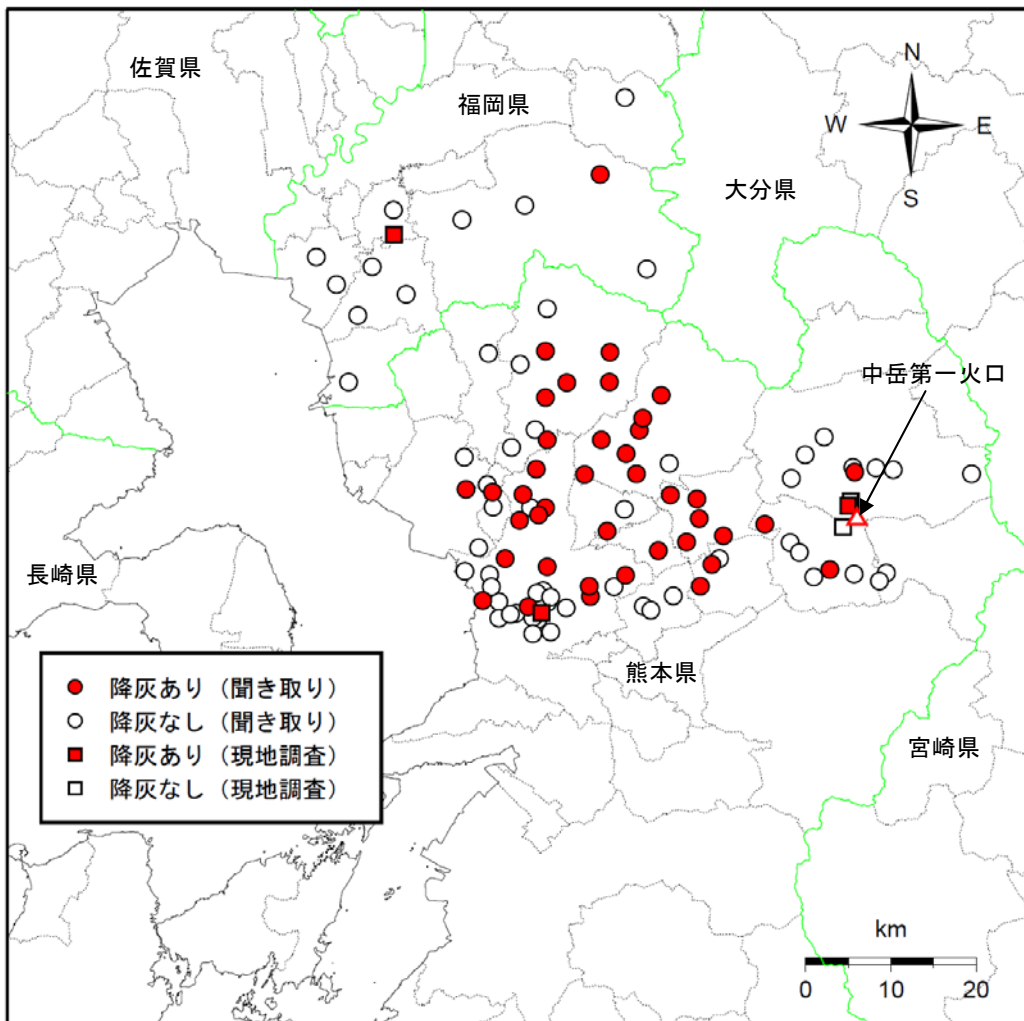 佐賀県
福岡県
N
W
E
S
大分県
中岳第一火口
長崎県
熊本県
宮崎県
降灰あり（聞き取り）
降灰なし（聞き取り）
降灰あり（現地調査）
降灰なし（現地調査）
km
0 10 20